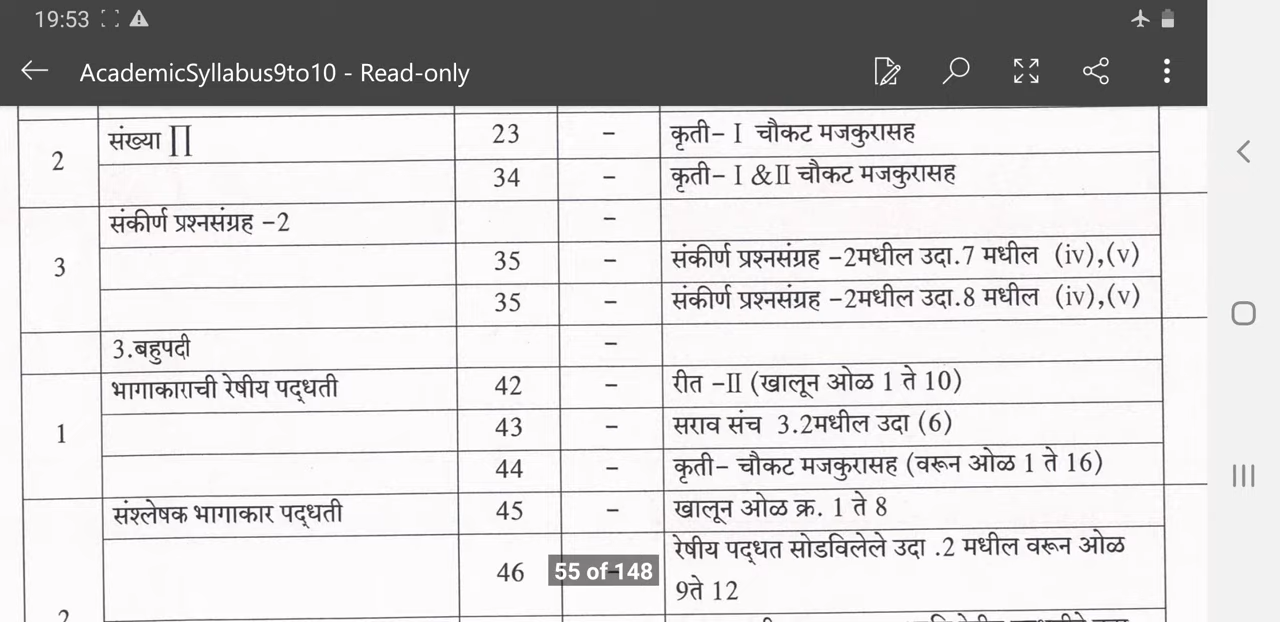 19:53
AcademicSyllabus9to10 - Read-only
2 संख्या ∏ 23 – कृती– I चौकट मजकुरासह
34 – कृती– I &II चौकट मजकुरासह
3 संकीर्ण प्रश्नसंग्रह –2 –
35 – संकीर्ण प्रश्नसंग्रह –2मधील उदा.7 मधील (iv),(v)
35 – संकीर्ण प्रश्नसंग्रह –2मधील उदा.8 मधील (iv),(v)
3.बहुपदी –
1 भागाकाराची रेषीय पद्धती 42 – रीत –II (खालून ओळ 1 ते 10)
43 – सराव संच 3.2मधील उदा (6)
44 – कृती– चौकट मजकुरासह (वरून ओळ 1 ते 16)
संश्लेषक भागाकार पद्धती 45 – खालून ओळ क्र. 1 ते 8
46 रेषीय पद्धत सोडविलेले उदा .2 मधील वरून ओळ
9ते 12
55 of 148